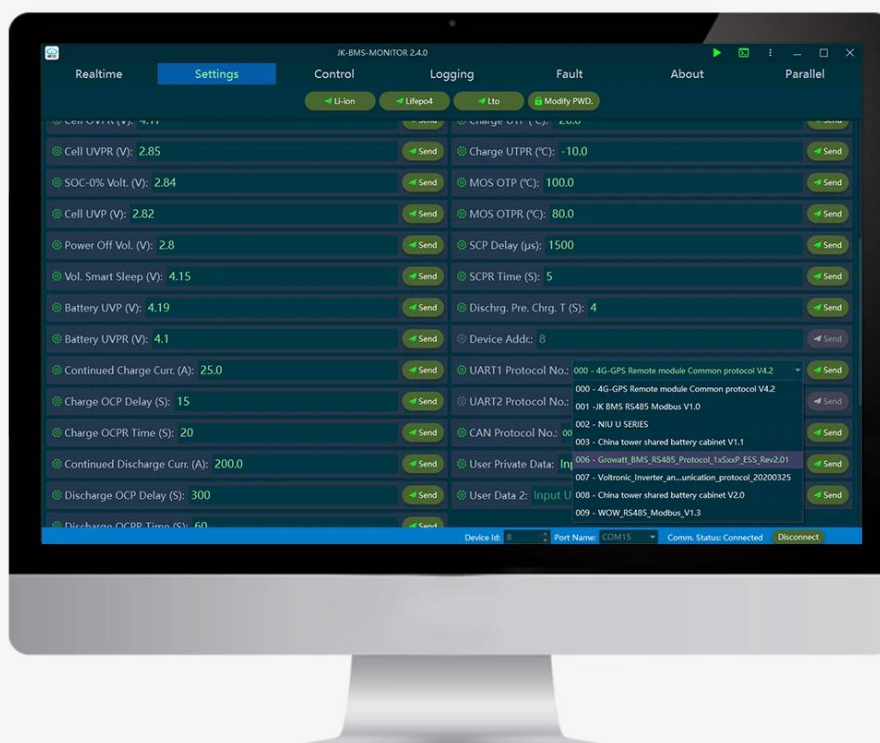 JK-BMS-MONITOR 2.4.0
Realtime Settings Control Logging Fault About Parallel
Li-ion Lifepo4 Lto Modify PWD.
Cell UVPR (V): 2.85 Send Charge UTPR (℃): -10.0 Send
SOC-0% Volt. (V): 2.84 Send MOS OTP (℃): 100.0 Send
Cell UVP (V): 2.82 Send MOS OTPR (℃): 80.0 Send
Power Off Vol. (V): 2.8 Send SCP Delay (μs): 1500 Send
Vol. Smart Sleep (V): 4.15 Send SCPR Time (S): 5 Send
Battery UVP (V): 4.19 Send Dischrg. Pre. Chrg. T (S): 4 Send
Battery UVPR (V): 4.1 Send Device Addr.: 8 Send
Continued Charge Curr. (A): 25.0 Send UART1 Protocol No.: 000 - 4G-GPS Remote module Common protocol V4.2 Send
000 - 4G-GPS Remote module Common protocol V4.2
Charge OCP Delay (S): 15 Send UART2 Protocol No.: 001 -JK BMS RS485 Modbus V1.0 Send
002 - NIU U SERIES
Charge OCPR Time (S): 20 Send CAN Protocol No.: 00 003 - China tower shared battery cabinet V1.1 Send
Continued Discharge Curr. (A): 200.0 Send User Private Data: In 006 - Growatt_BMS_RS485_Protocol_1xSxxP_ESS_Rev2.01 Send
007 - Voltronic_Inverter_an...unication_protocol_20200325
Discharge OCP Delay (S): 300 Send User Data 2: Input U 008 - China tower shared battery cabinet V2.0 Send
009 - WOW_RS485_Modbus_V1.3
Discharge OCPR Time (S): 60 Send
Device Id: 8 Port Name: COM15 Comm. Status: Connected Disconnect